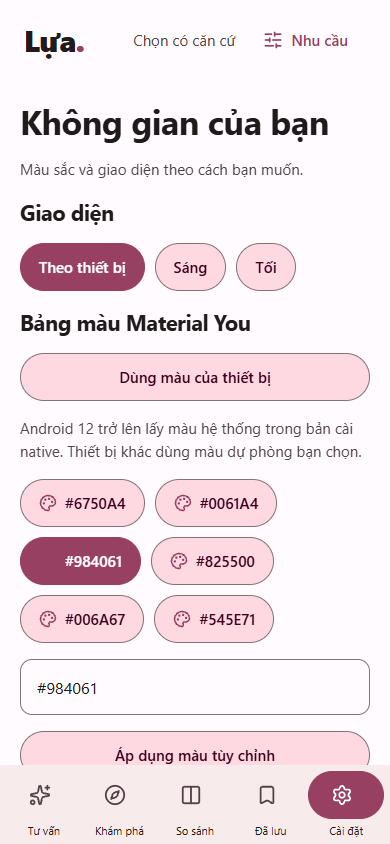 Lựa.
Chọn có căn cứ
Nhu cầu
Không gian của bạn
Màu sắc và giao diện theo cách bạn muốn.
Giao diện
Theo thiết bị
Sáng
Tối
Bảng màu Material You
Dùng màu của thiết bị
Android 12 trở lên lấy màu hệ thống trong bản cài
native. Thiết bị khác dùng màu dự phòng bạn chọn.
#6750A4
#0061A4
#984061
#825500
#006A67
#545E71
#984061
Áp dụng màu tùy chỉnh
Tư vấn
Khám phá
So sánh
Đã lưu
Cài đặt